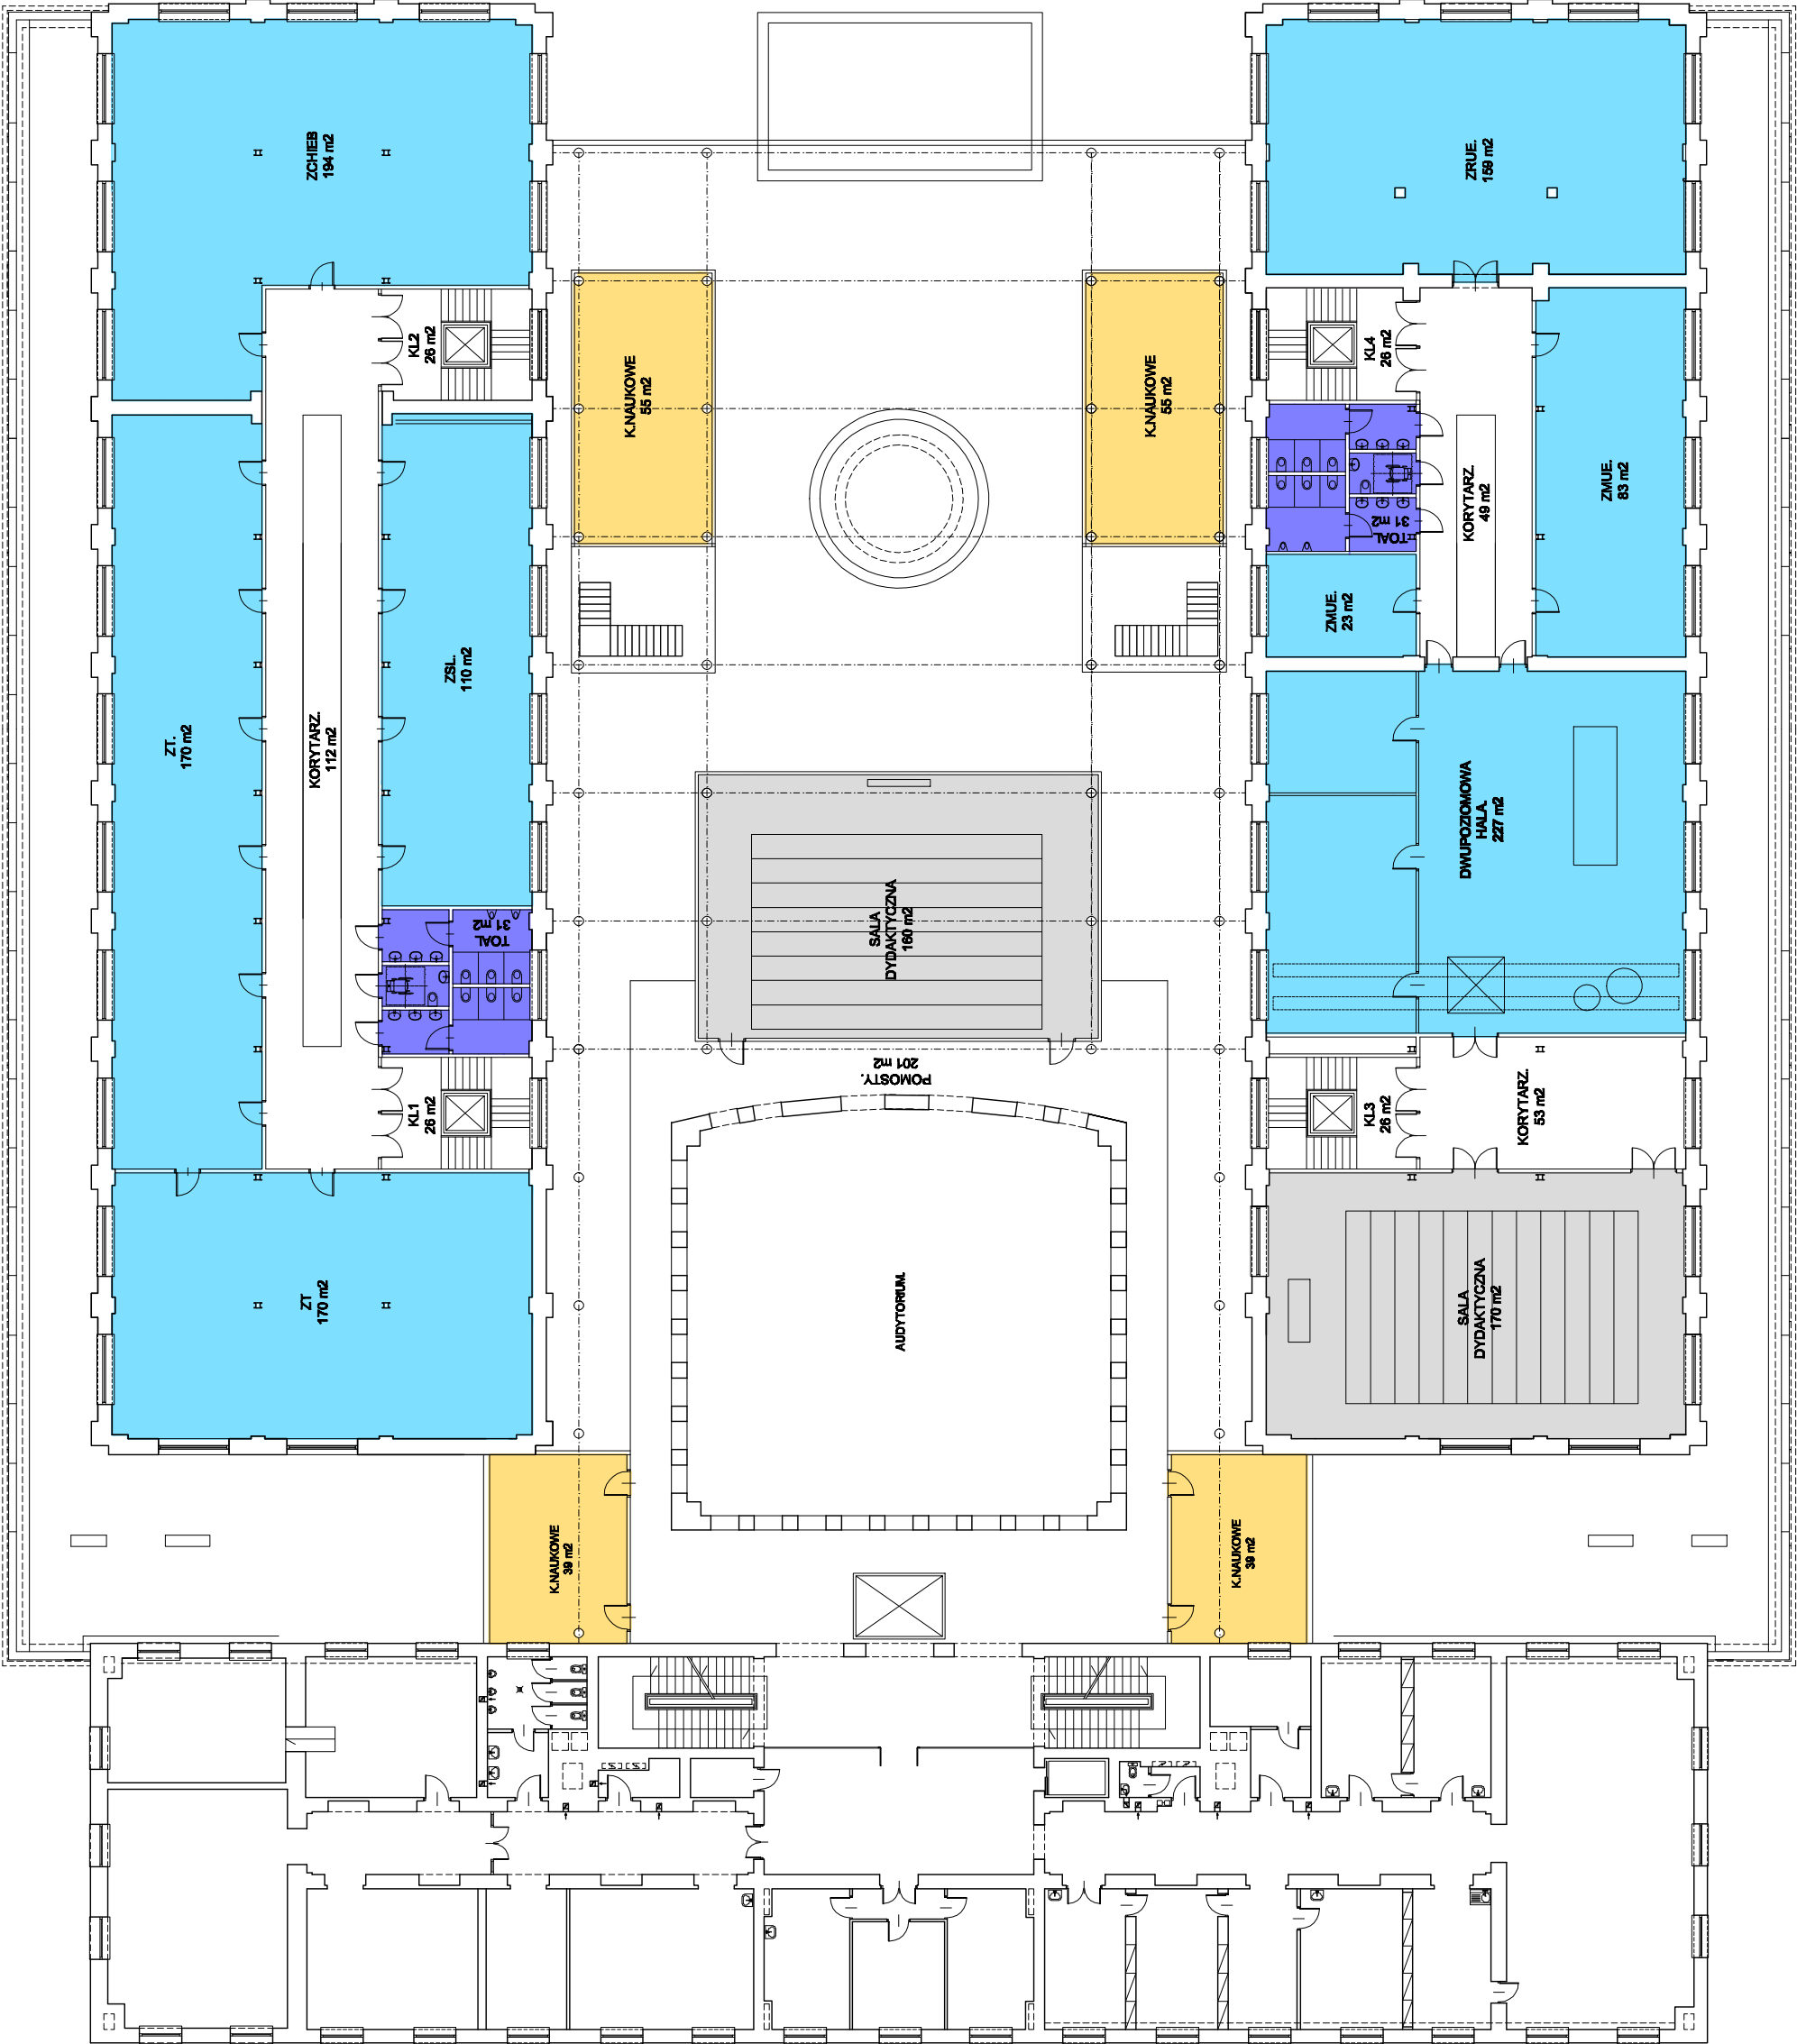 ZCHIEB
194 m2
ZRUE.
159 m2
KL2
26 m2
K.NAUKOWE
55 m2
K.NAUKOWE
55 m2
KL4
26 m2
ZMUE.
83 m2
KORYTARZ.
49 m2
TOAL
31 m2
ZMUE.
23 m2
ZT.
170 m2
KORYTARZ.
112 m2
ZSL.
110 m2
DWUPOZIOMOWA
HALA.
227 m2
SALA
DYDAKTYCZNA
160 m2
TOAL
31 m2
POMOSTY.
201 m2
KL1
26 m2
KL3
26 m2
KORYTARZ.
53 m2
ZT
170 m2
AUDYTORIUM.
SALA
DYDAKTYCZNA
170 m2
K.NAUKOWE
39 m2
K.NAUKOWE
39 m2